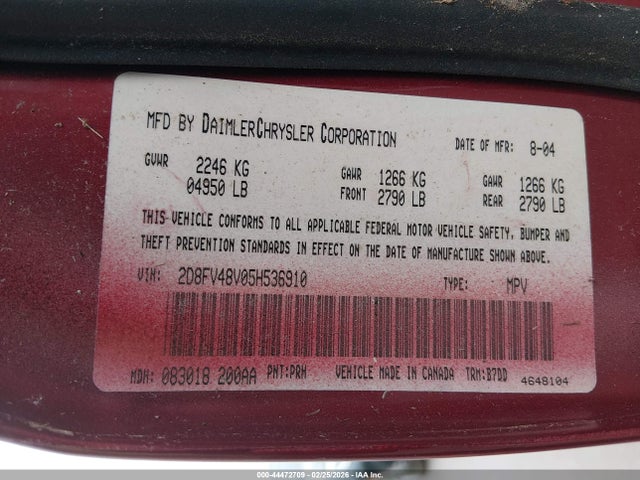 MFD BY DAIMLERCHRYSLER CORPORATION DATE OF MFR: 8-04
GVWR 2246 KG GAWR 1266 KG GAWR 1266 KG
04950 LB FRONT 2790 LB REAR 2790 LB
THIS VEHICLE CONFORMS TO ALL APPLICABLE FEDERAL MOTOR VEHICLE SAFETY, BUMPER AND
THEFT PREVENTION STANDARDS IN EFFECT ON THE DATE OF MANUFACTURE SHOWN ABOVE.
VIN: 2D8FV48V05H536910 TYPE: MPV
MDH: 083018 200AA PNT:PRH VEHICLE MADE IN CANADA TRM:B7DD
4648104
000-44472709 - 02/25/2026 - IAA Inc.